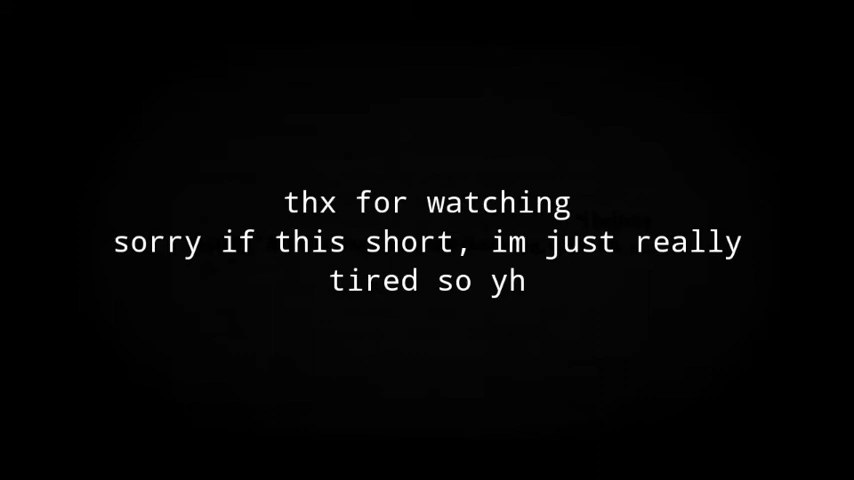 thx for watching
sorry if this short, im just really
tired so yh